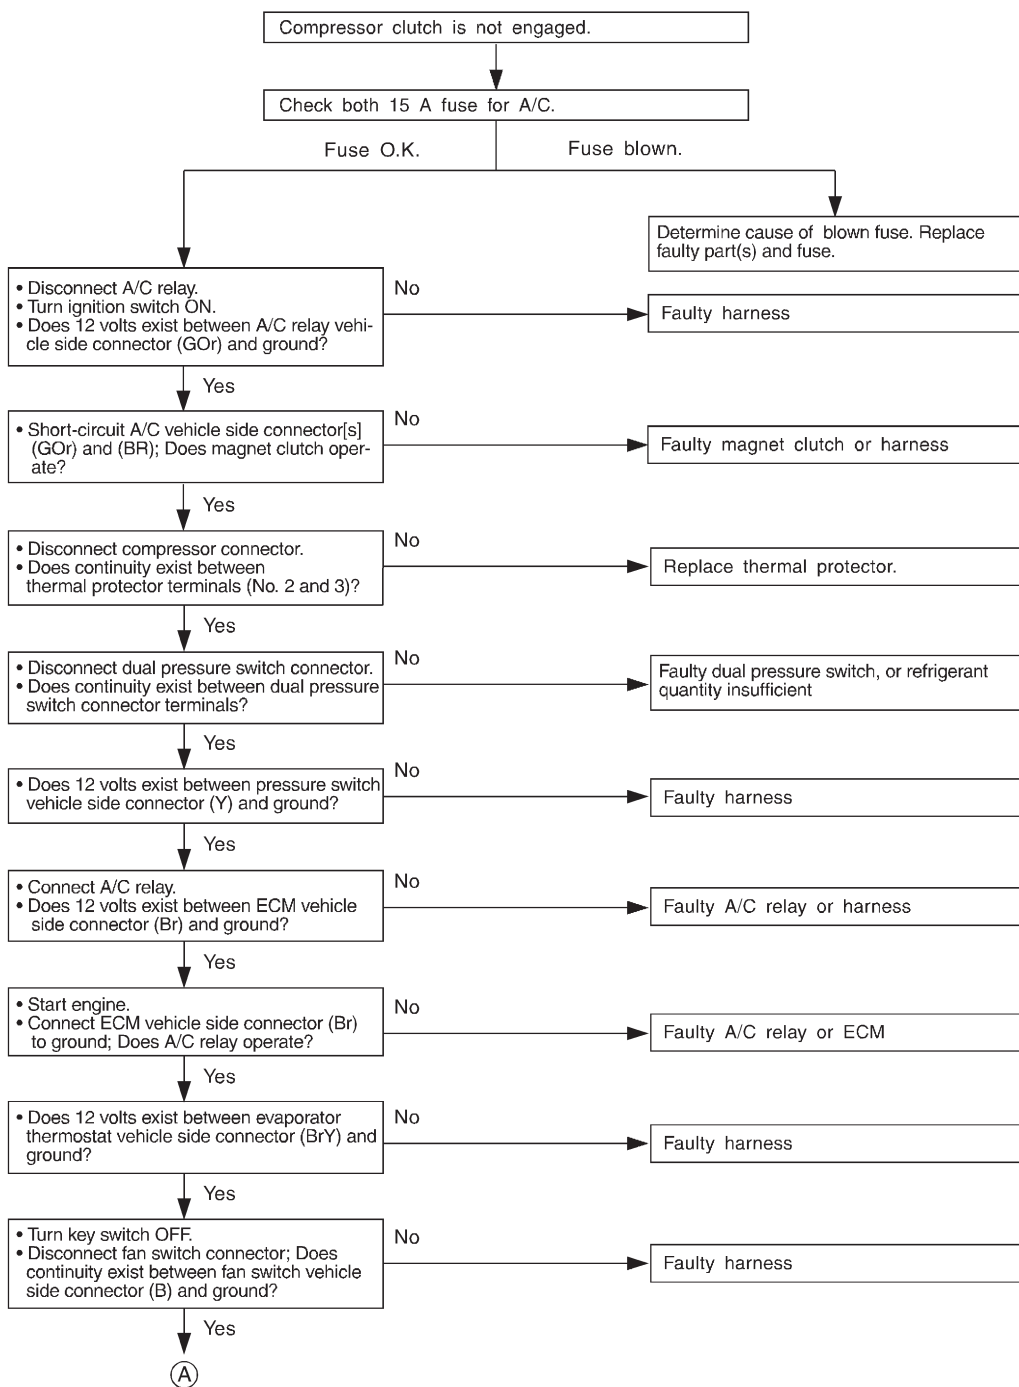 Compressor clutch is not engaged.
Check both 15 A fuse for A/C.
Fuse O.K.
Fuse blown.
Determine cause of blown fuse. Replace
faulty part(s) and fuse.
• Disconnect A/C relay.
• Turn ignition switch ON.
• Does 12 volts exist between A/C relay vehi-
cle side connector (GOr) and ground?
No
Faulty harness
Yes
• Short-circuit A/C vehicle side connector[s]
(GOr) and (BR); Does magnet clutch oper-
ate?
No
Faulty magnet clutch or harness
Yes
• Disconnect compressor connector.
• Does continuity exist between
thermal protector terminals (No. 2 and 3)?
No
Replace thermal protector.
Yes
• Disconnect dual pressure switch connector.
• Does continuity exist between dual pressure
switch connector terminals?
No
Faulty dual pressure switch, or refrigerant
quantity insufficient
Yes
• Does 12 volts exist between pressure switch
vehicle side connector (Y) and ground?
No
Faulty harness
Yes
• Connect A/C relay.
• Does 12 volts exist between ECM vehicle
side connector (Br) and ground?
No
Faulty A/C relay or harness
Yes
• Start engine.
• Connect ECM vehicle side connector (Br)
to ground; Does A/C relay operate?
No
Faulty A/C relay or ECM
Yes
• Does 12 volts exist between evaporator
thermostat vehicle side connector (BrY) and
ground?
No
Faulty harness
Yes
• Turn key switch OFF.
• Disconnect fan switch connector; Does
continuity exist between fan switch vehicle
side connector (B) and ground?
No
Faulty harness
Yes
A